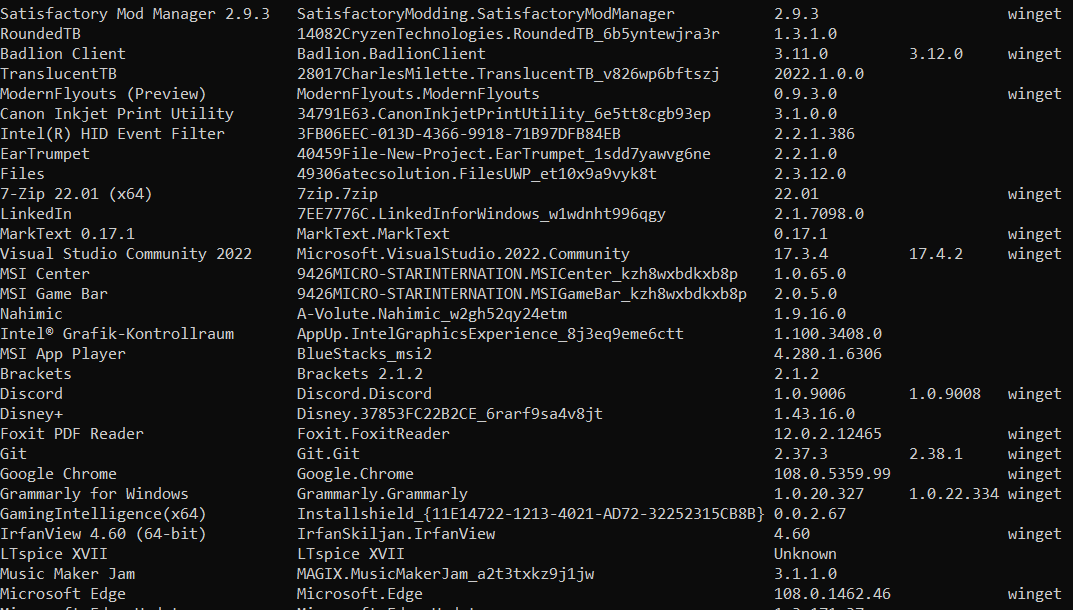 Satisfactory Mod Manager 2.9.3 SatisfactoryModding.SatisfactoryModManager 2.9.3 winget
RoundedTB 14082CryzenTechnologies.RoundedTB_6b5yntewjra3r 1.3.1.0
Badlion Client Badlion.BadlionClient 3.11.0 3.12.0 winget
TranslucentTB 28017CharlesMilette.TranslucentTB_v826wp6bftszj 2022.1.0.0
ModernFlyouts (Preview) ModernFlyouts.ModernFlyouts 0.9.3.0 winget
Canon Inkjet Print Utility 34791E63.CanonInkjetPrintUtility_6e5tt8cgb93ep 3.1.0.0
Intel(R) HID Event Filter 3FB06EEC-013D-4366-9918-71B97DFB84EB 2.2.1.386
EarTrumpet 40459File-New-Project.EarTrumpet_1sdd7yawvg6ne 2.2.1.0
Files 49306atecsolution.FilesUWP_et10x9a9vyk8t 2.3.12.0
7-Zip 22.01 (x64) 7zip.7zip 22.01 winget
LinkedIn 7EE7776C.LinkedInforWindows_w1wdnht996qgy 2.1.7098.0
MarkText 0.17.1 MarkText.MarkText 0.17.1 winget
Visual Studio Community 2022 Microsoft.VisualStudio.2022.Community 17.3.4 17.4.2 winget
MSI Center 9426MICRO-STARINTERNATION.MSICenter_kzh8wxbdkxb8p 1.0.65.0
MSI Game Bar 9426MICRO-STARINTERNATION.MSIGameBar_kzh8wxbdkxb8p 2.0.5.0
Nahimic A-Volute.Nahimic_w2gh52qy24etm 1.9.16.0
Intel® Grafik-Kontrollraum AppUp.IntelGraphicsExperience_8j3eq9eme6ctt 1.100.3408.0
MSI App Player BlueStacks_msi2 4.280.1.6306
Brackets Brackets 2.1.2 2.1.2
Discord Discord.Discord 1.0.9006 1.0.9008 winget
Disney+ Disney.37853FC22B2CE_6rarf9sa4v8jt 1.43.16.0
Foxit PDF Reader Foxit.FoxitReader 12.0.2.12465 winget
Git Git.Git 2.37.3 2.38.1 winget
Google Chrome Google.Chrome 108.0.5359.99 winget
Grammarly for Windows Grammarly.Grammarly 1.0.20.327 1.0.22.334 winget
GamingIntelligence(x64) Installshield_{11E14722-1213-4021-AD72-32252315CB8B} 0.0.2.67
IrfanView 4.60 (64-bit) IrfanSkiljan.IrfanView 4.60 winget
LTspice XVII LTspice XVII Unknown
Music Maker Jam MAGIX.MusicMakerJam_a2t3txkz9j1jw 3.1.1.0
Microsoft Edge Microsoft.Edge 108.0.1462.46 winget